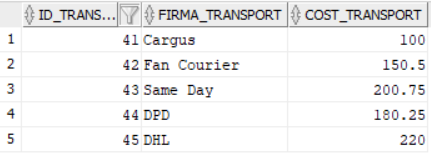 ID_TRANS... FIRMA_TRANSPORT COST_TRANSPORT
1 41 Cargus 100
2 42 Fan Courier 150.5
3 43 Same Day 200.75
4 44 DPD 180.25
5 45 DHL 220